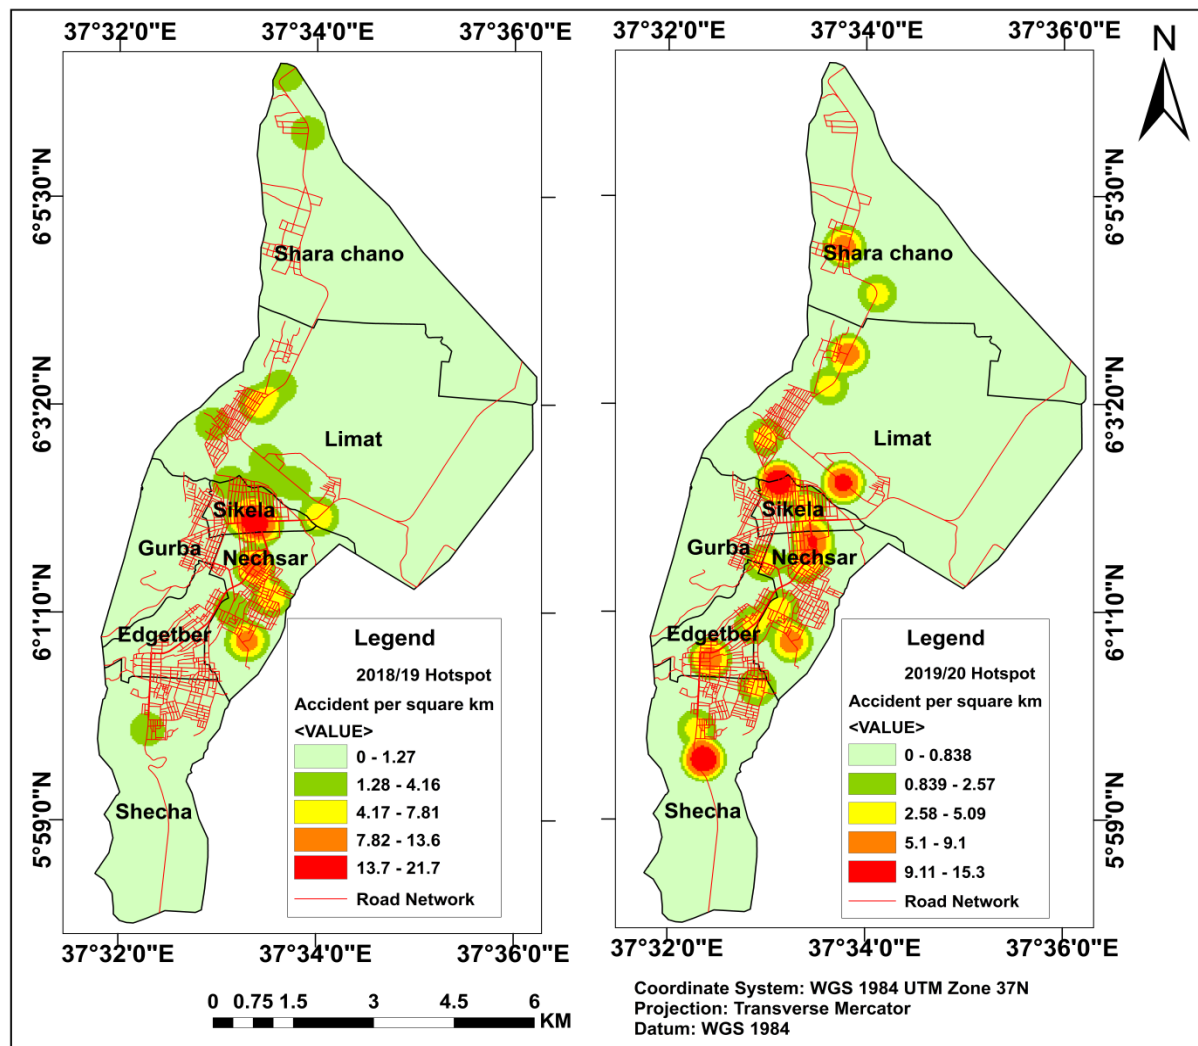 37°32'0"E 37°34'0"E 37°36'0"E
37°32'0"E 37°34'0"E 37°36'0"E
N
6°5'30"N
6°3'20"N
6°1'10"N
5°59'0"N
Shara chano
Limat
Sikela
Gurba
Nechsar
Edgetber
Shecha
Legend
2018/19 Hotspot
Accident per square km
<VALUE>
0 - 1.27
1.28 - 4.16
4.17 - 7.81
7.82 - 13.6
13.7 - 21.7
Road Network
37°32'0"E 37°34'0"E 37°36'0"E
Shara chano
Limat
Sikela
Gurba
Nechsar
Edgetber
Shecha
Legend
2019/20 Hotspot
Accident per square km
<VALUE>
0 - 0.838
0.839 - 2.57
2.58 - 5.09
5.1 - 9.1
9.11 - 15.3
Road Network
6°5'30"N
6°3'20"N
6°1'10"N
5°59'0"N
37°32'0"E 37°34'0"E 37°36'0"E
0 0.75 1.5 3 4.5 6
KM
Coordinate System: WGS 1984 UTM Zone 37N
Projection: Transverse Mercator
Datum: WGS 1984